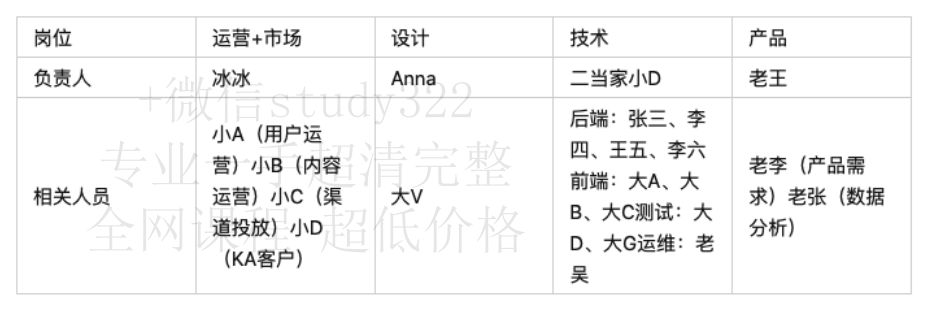 岗位 运营+市场 设计 技术 产品
负责人 冰冰 Anna 二当家小D 老王
相关人员
小A（用户运
营）小B（内容
运营）小C（渠
道投放）小D
（KA客户）
大V
后端：张三、李
四、王五、李六
前端：大A、大
B、大C测试：大
D、大G运维：老
吴
老李（产品需
求）老张（数据
分析）
+微信study322
专业一手超清完整
全网课程 超低价格